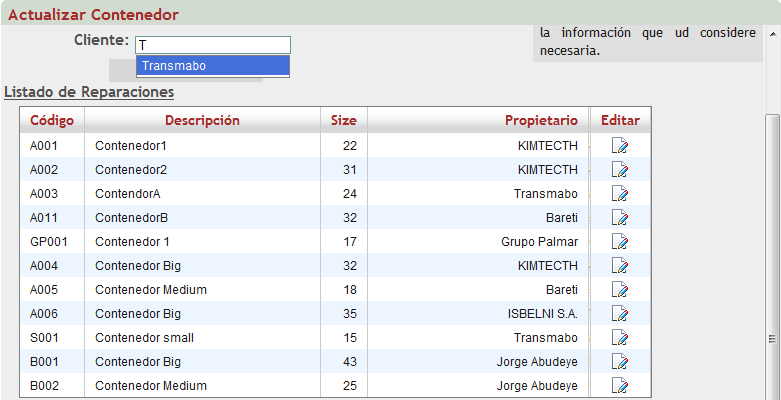 Actualizar Contenedor
Cliente: T
Transmabo
la información que ud considere
necesaria.
Listado de Reparaciones
Código Descripción Size Propietario Editar
A001 Contenedor1 22 KIMTECTH
A002 Contenedor2 31 KIMTECTH
A003 ContendorA 24 Transmabo
A011 ContenedorB 32 Bareti
GP001 Contenedor 1 17 Grupo Palmar
A004 Contenedor Big 32 KIMTECTH
A005 Contenedor Medium 18 Bareti
A006 Contenedor Big 35 ISBELNI S.A.
S001 Contenedor small 15 Transmabo
B001 Contenedor Big 43 Jorge Abudeye
B002 Contenedor Medium 25 Jorge Abudeye